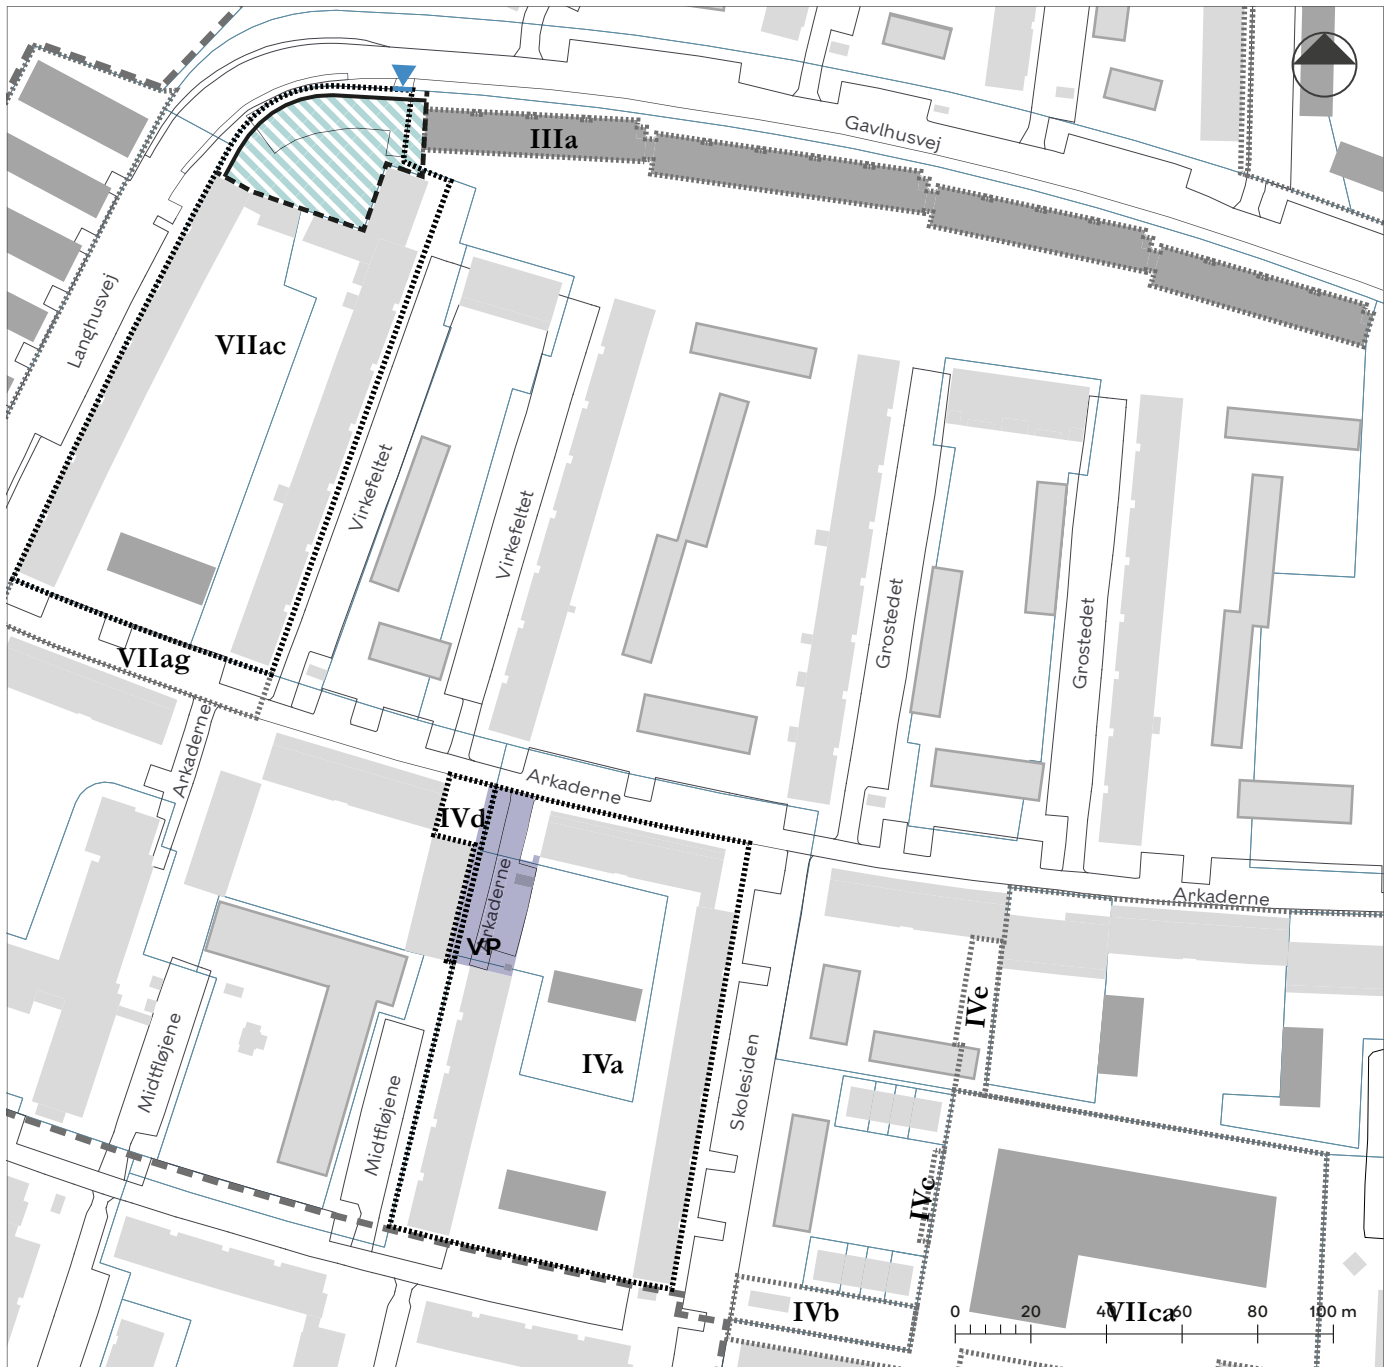 Gavlhusvej
IIIa
Langhusvej
VIIac
Virkefeltet
Virkefeltet
Grostedet
Grostedet
VIIag
Arkaderne
Arkaderne
IVd
Arkaderne
Arkaderne
VP
IVe
Midtfløjene
IVa
Skolesiden
Midtfløjene
IVc
IVb
VIIca
0 20 40 60 80 100 m